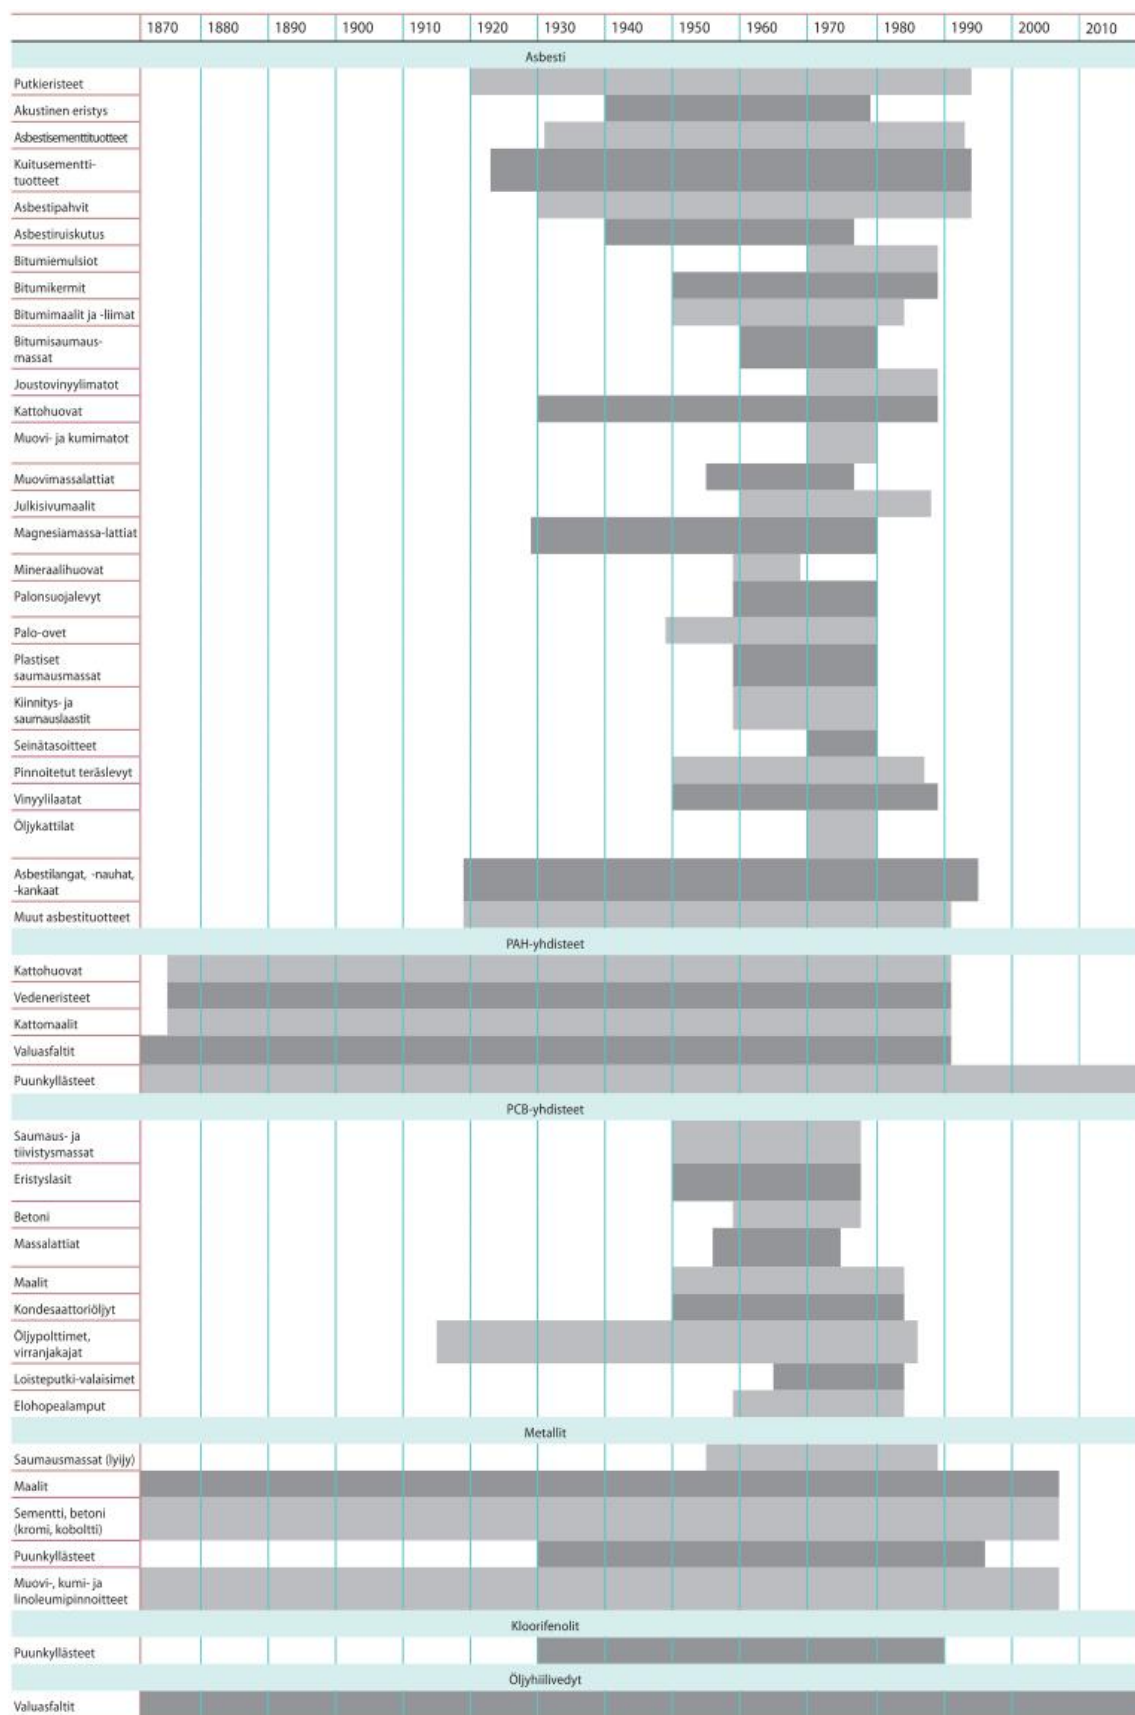 1870 1880 1890 1900 1910 1920 1930 1940 1950 1960 1970 1980 1990 2000 2010
Asbesti
Putkieristeet
Akustinen eristys
Asbestisementtituotteet
Kuitusementti-
tuotteet
Asbestipahvit
Asbestiruiskutus
Bitumiemulsiot
Bitumikermit
Bitumimaalit ja -liimat
Bitumisaumaus-
massat
Joustovinyylimatot
Kattohuovat
Muovi- ja kumimatot
Muovimassalattiat
Julkisivumaalit
Magnesiamassa-lattiat
Mineraalihuovat
Palonsuojalevyt
Palo-ovet
Plastiset
saumausmassat
Kiinnitys- ja
saumauslaastit
Seinätasoitteet
Pinnoitetut teräslevyt
Vinyylilaatat
Öljykattilat
Asbestilangat, -nauhat,
-kankaat
Muut asbestituotteet
PAH-yhdisteet
Kattohuovat
Vedeneristeet
Kattomaalit
Valuasfaltit
Puunkyllästeet
PCB-yhdisteet
Saumaus- ja
tiivistysmassat
Eristyslasit
Betoni
Massalattiat
Maalit
Kondesaattoriöljyt
Öljypolttimet,
virranjakajat
Loisteputki-valaisimet
Elohopealamput
Metallit
Saumausmassat (lyijy)
Maalit
Sementti, betoni
(kromi, koboltti)
Puunkyllästeet
Muovi-, kumi- ja
linoleumipinnoitteet
Kloorifenolit
Puunkyllästeet
Öljyhiilivedyt
Valuasfaltit